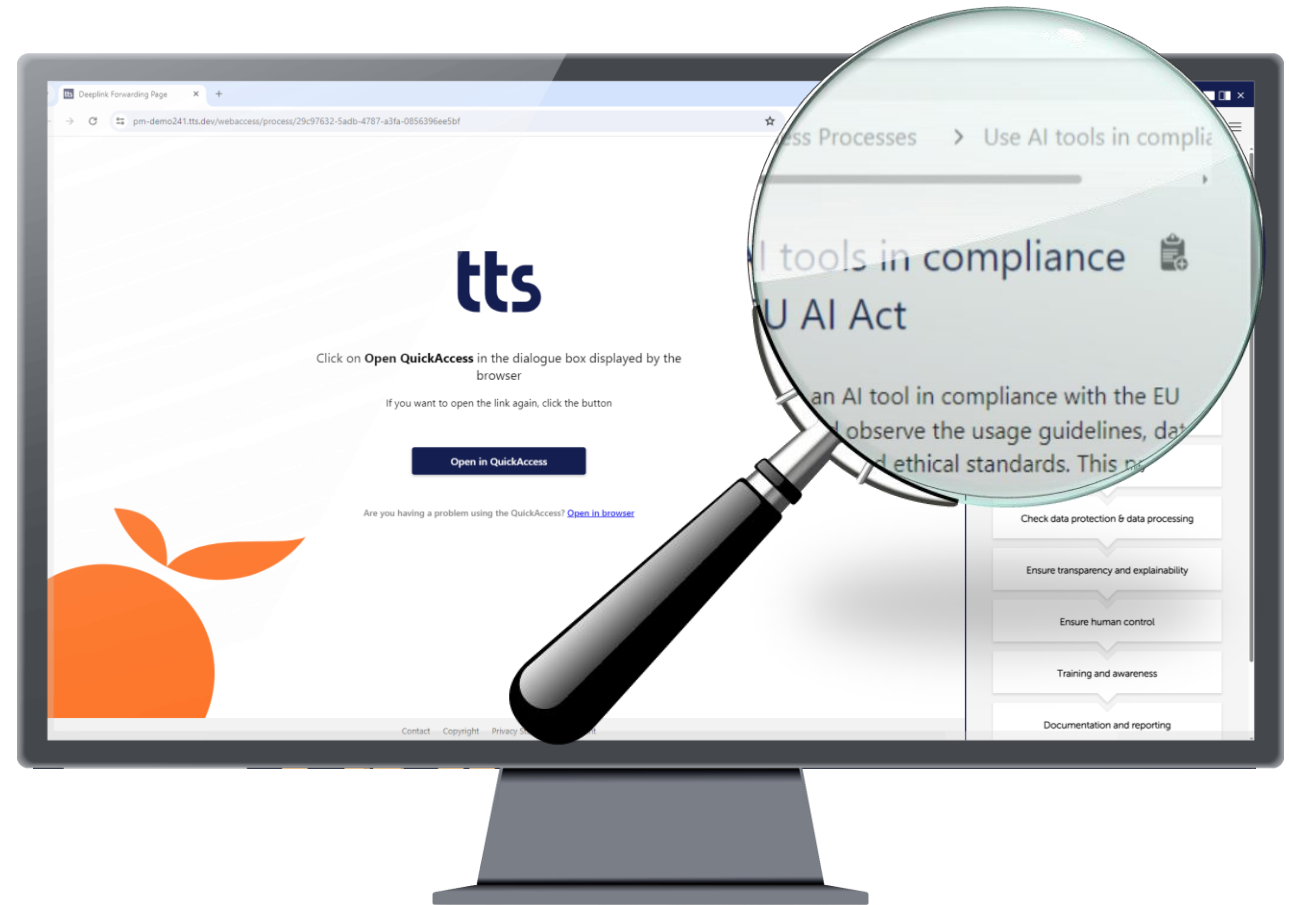 tts Deeplink Forwarding Page
pm-demo241.tts.dev/webaccess/process/29c97632-5adb-4787-a3fa-0856396ee5bf
Processes > Use AI tools in
tools in compliance
AI Act
tts
Click on Open QuickAccess in the dialogue box displayed by the
browser
If you want to open the link again, click the button
Open in QuickAccess
Are you having a problem using the QuickAccess? Open in browser
an AI tool in compliance with the EU
observe the usage guidelines,
ethical standards. This
Check data protection & data processing
Ensure transparency and explainability
Ensure human control
Training and awareness
Documentation and reporting
Contact Copyright Privacy